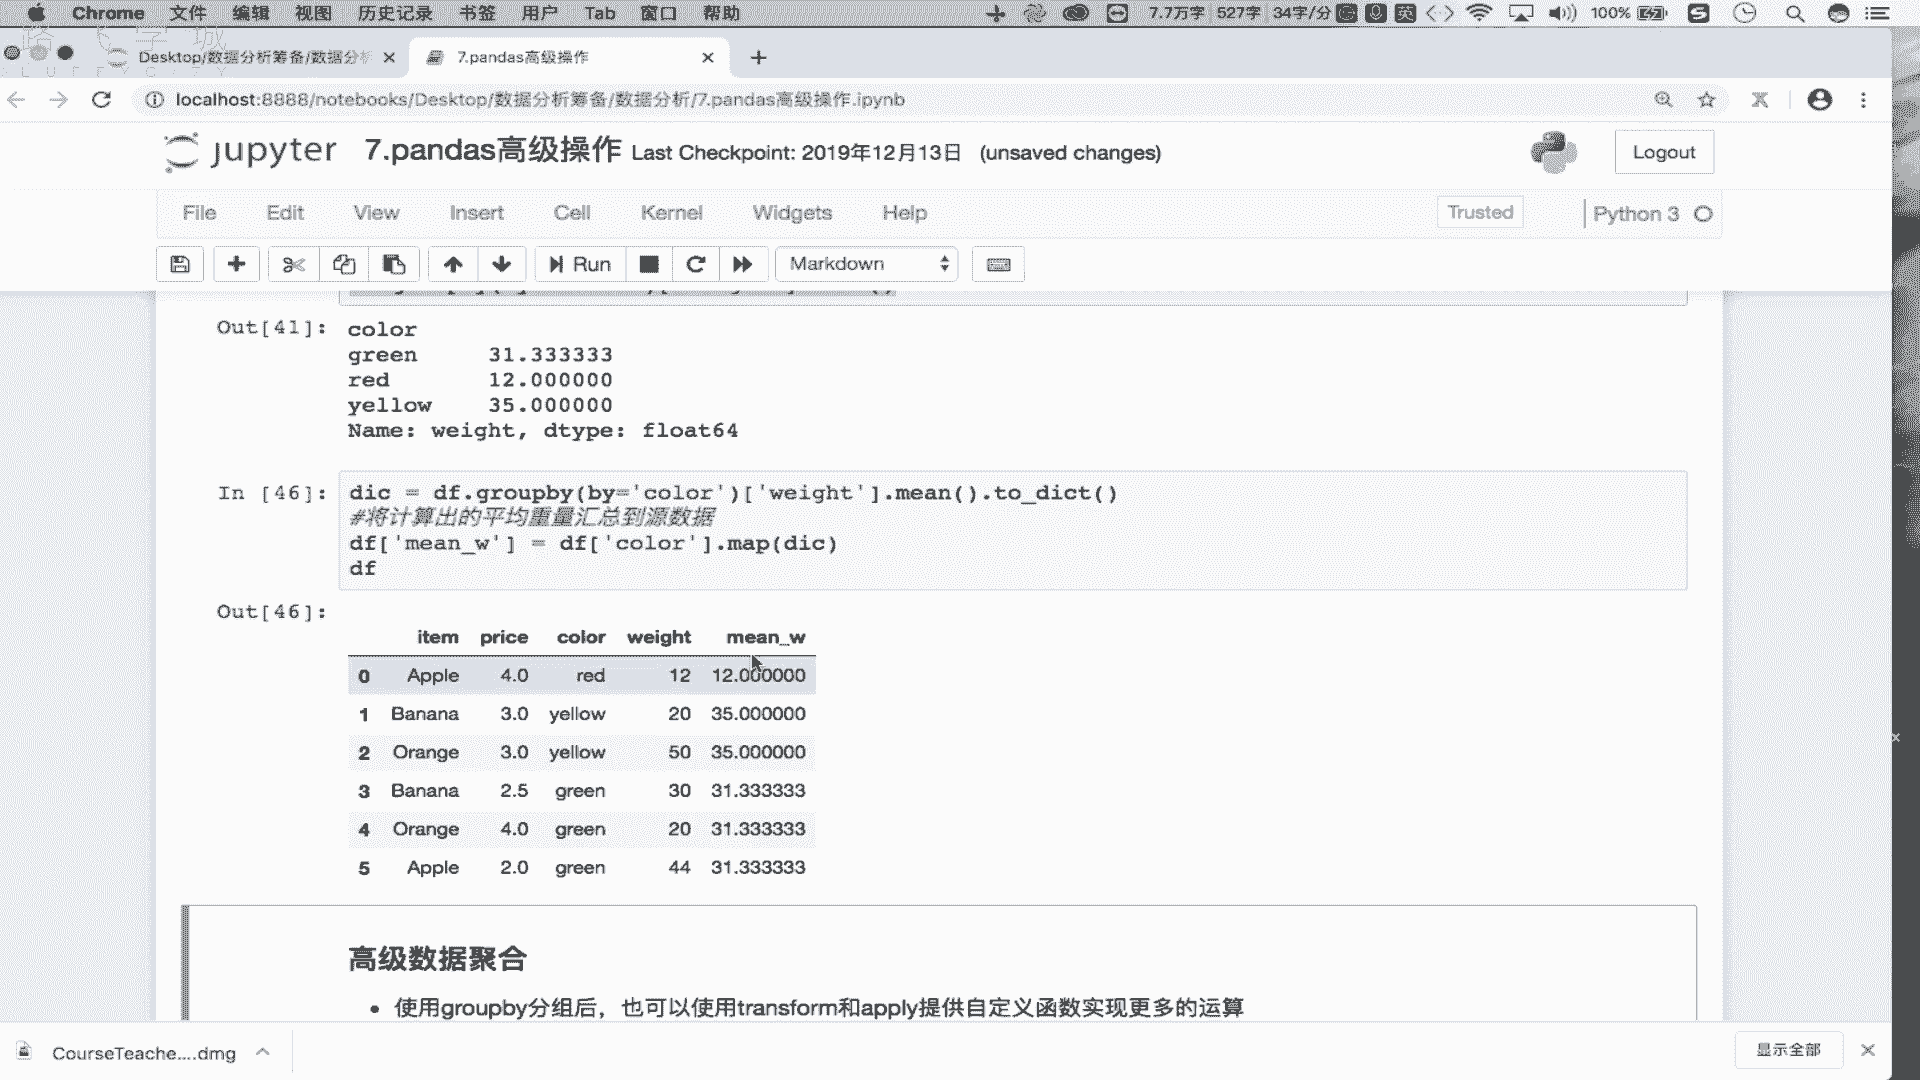 Chrome 文件 编辑 视图 历史记录 书签 用户 Tab 窗口 帮助 7.7万字 527字 34字/分 英 100%
Desktop/数据分析筹备/数据分析 7.pandas高级操作
localhost:8888/notebooks/Desktop/数据分析筹备/数据分析/7.pandas高级操作.ipynb
jupyter 7.pandas高级操作 Last Checkpoint: 2019年12月13日 (unsaved changes) Logout
File Edit View Insert Cell Kernel Widgets Help Trusted Python 3
Run Markdown
Out[41]: color
green 31.333333
red 12.000000
yellow 35.000000
Name: weight, dtype: float64
In [46]: dic = df.groupby(by='color')['weight'].mean().to_dict()
#将计算出的平均重量汇总到源数据
df['mean_w'] = df['color'].map(dic)
df
Out[46]:
item price color weight mean_w
0 Apple 4.0 red 12 12.000000
1 Banana 3.0 yellow 20 35.000000
2 Orange 3.0 yellow 50 35.000000
3 Banana 2.5 green 30 31.333333
4 Orange 4.0 green 20 31.333333
5 Apple 2.0 green 44 31.333333
高级数据聚合
• 使用groupby分组后，也可以使用transform和apply提供自定义函数实现更多的运算
CourseTeache....dmg 显示全部